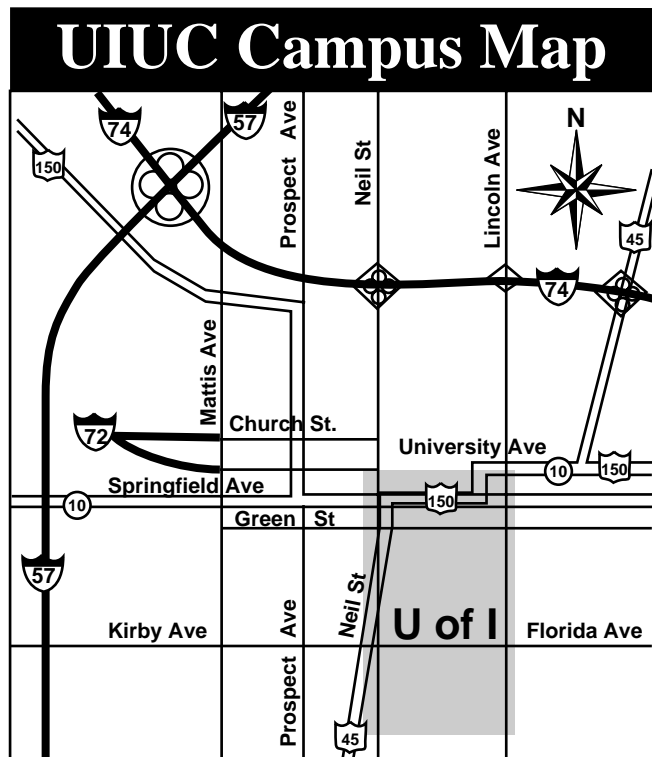 UIUC Campus Map
74
57
150
Prospect Ave
Neil St
Lincoln Ave
N
45
74
Mattis Ave
72
Church St.
University Ave
10
150
Springfield Ave
10
150
Green St
57
Neil St
Kirby Ave
Prospect Ave
U of I
Florida Ave
45